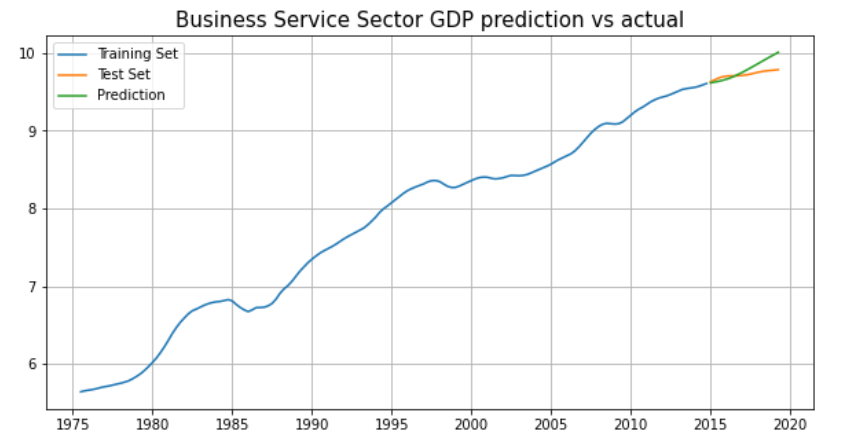 Business Service Sector GDP prediction vs actual
Training Set
Test Set
Prediction
10
9
8
7
6
1975 1980 1985 1990 1995 2000 2005 2010 2015 2020